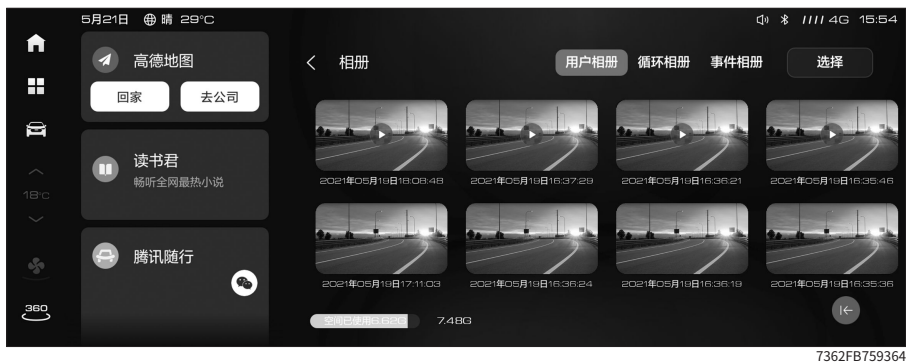 5月21日 晴 29°C
4G 15:54
高德地图
回家 去公司
读书君
畅听全网最热小说
腾讯随行
18°C
360
相册 用户相册 循环相册 事件相册 选择
2021年05月19日18:08:48 2021年05月19日16:37:29 2021年05月19日16:36:21 2021年05月19日16:35:46
2021年05月19日17:11:03 2021年05月19日16:36:24 2021年05月19日16:36:19 2021年05月19日16:35:36
空间已使用6.62G 7.48G
7362FB759364